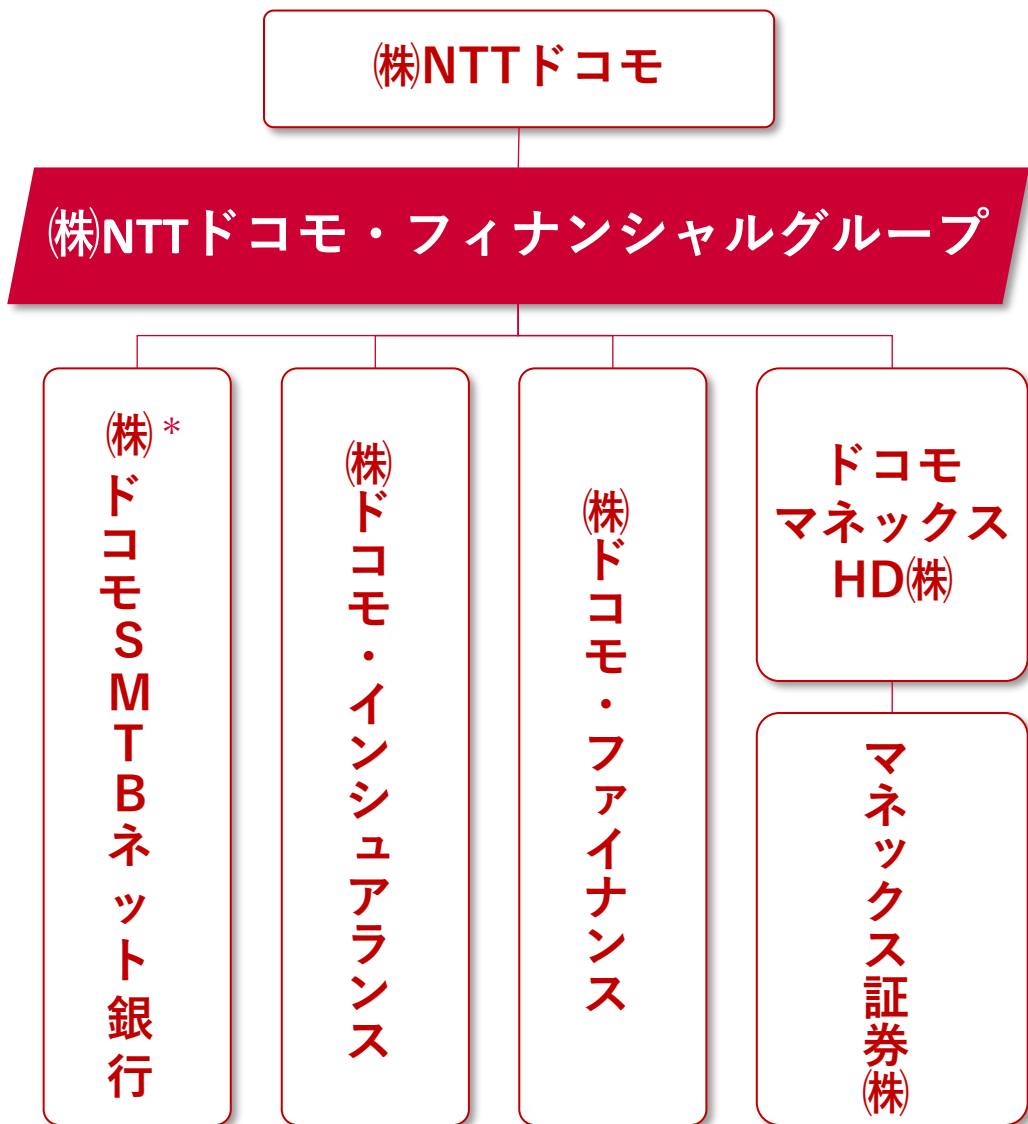 ㈱NTTドコモ
㈱NTTドコモ・フィナンシャルグループ
㈱ドコモSMTBネット銀行
*
㈱ドコモ・インシュアランス
㈱ドコモ・ファイナンス
ドコモ
マネックス
HD㈱
マネックス証券㈱